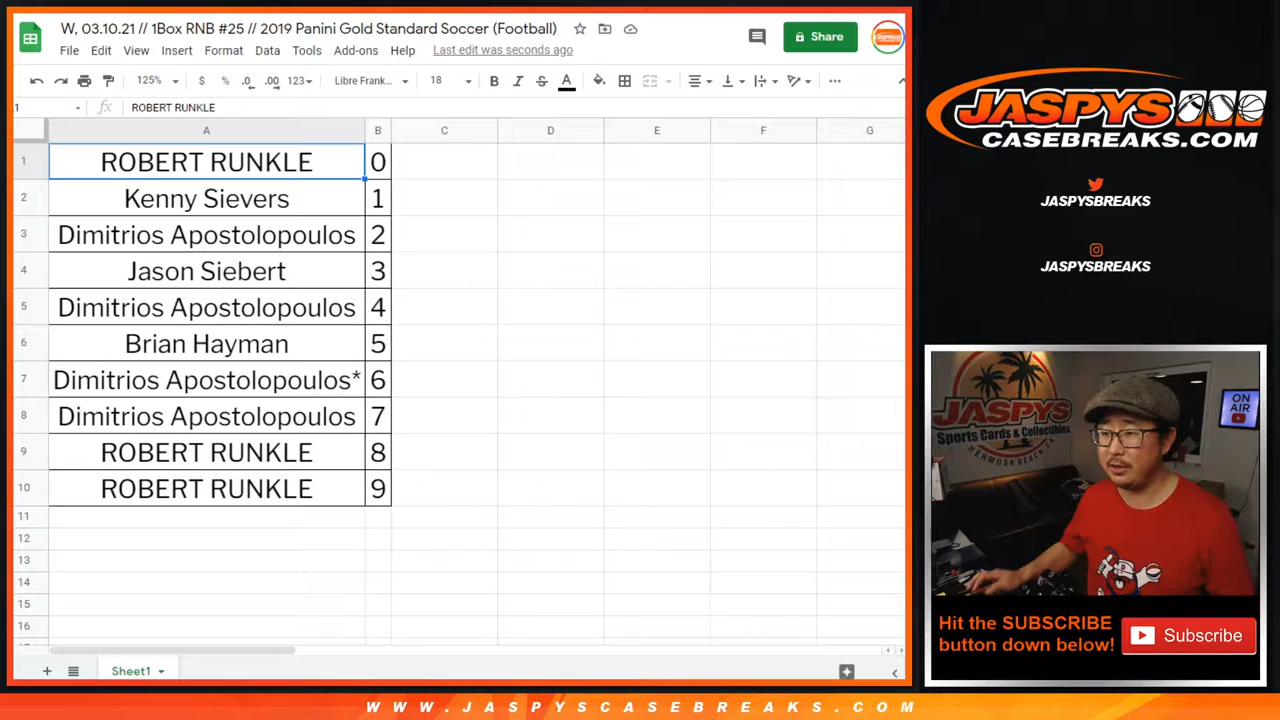 W, 03.10.21 // 1Box RNB #25 // 2019 Panini Gold Standard Soccer (Football)
File Edit View Insert Format Data Tools Add-ons Help Last edit was seconds ago
Share
125% $ % .0 .00 123 Libre Frank... 18 B I S A
1 fx ROBERT RUNKLE
A B C D E F G
1 ROBERT RUNKLE 0
2 Kenny Sievers 1
3 Dimitrios Apostolopoulos 2
4 Jason Siebert 3
5 Dimitrios Apostolopoulos 4
6 Brian Hayman 5
7 Dimitrios Apostolopoulos* 6
8 Dimitrios Apostolopoulos 7
9 ROBERT RUNKLE 8
10 ROBERT RUNKLE 9
11
12
13
14
15
16
Sheet1
JASPYS
CASEBREAKS.COM
JASPYSBREAKS
JASPYSBREAKS
JASPYS
Sports Cards & Collectibles
HERMOSA BEACH CA
ON
AIR
Hit the SUBSCRIBE
button down below!
Subscribe
WWW.JASPYSCASEBREAKS.COM